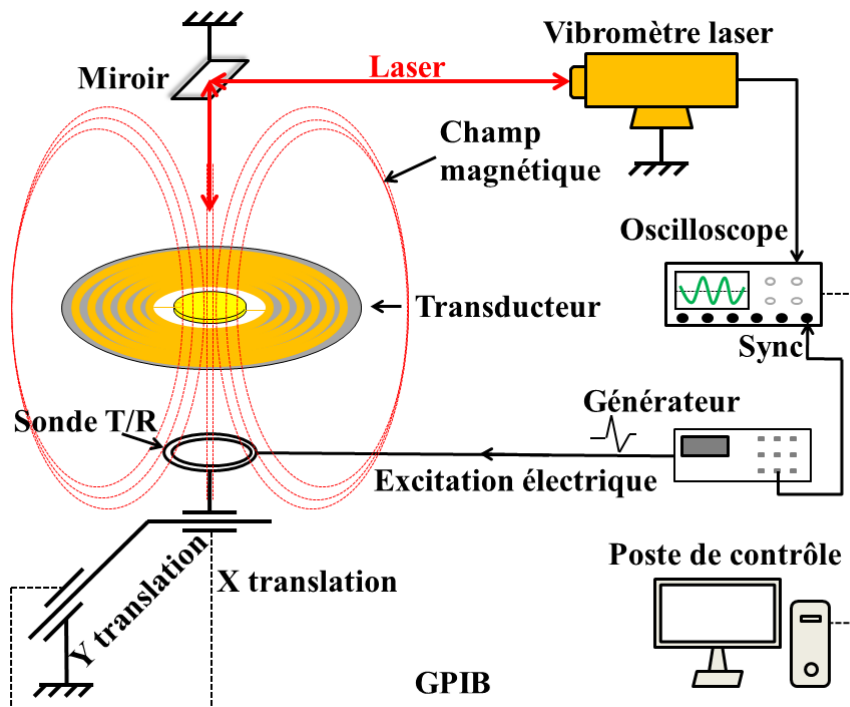 Vibromètre laser
Miroir
Laser
Champ
magnétique
Oscilloscope
Transducteur
Sync
Sonde T/R
Générateur
Excitation électrique
Y translation
X translation
Poste de contrôle
GPIB